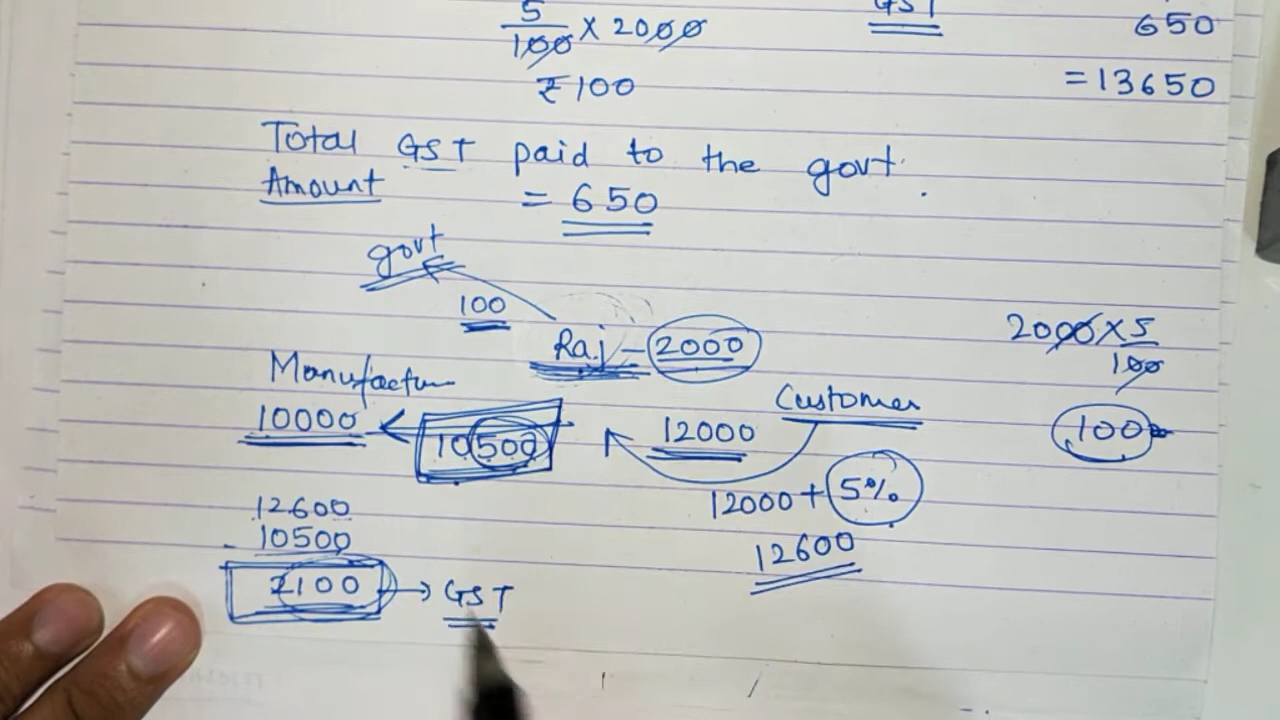 5/100 × 2000
GST
650
₹100
=13650
Total GST paid to the govt.
Amount = 650
govt
100
Raj - 2000
2000×5/100
Manufactur
Customer
10000
10500
12000
100
12000+5%
12600
12600
- 10500
2100 → GST